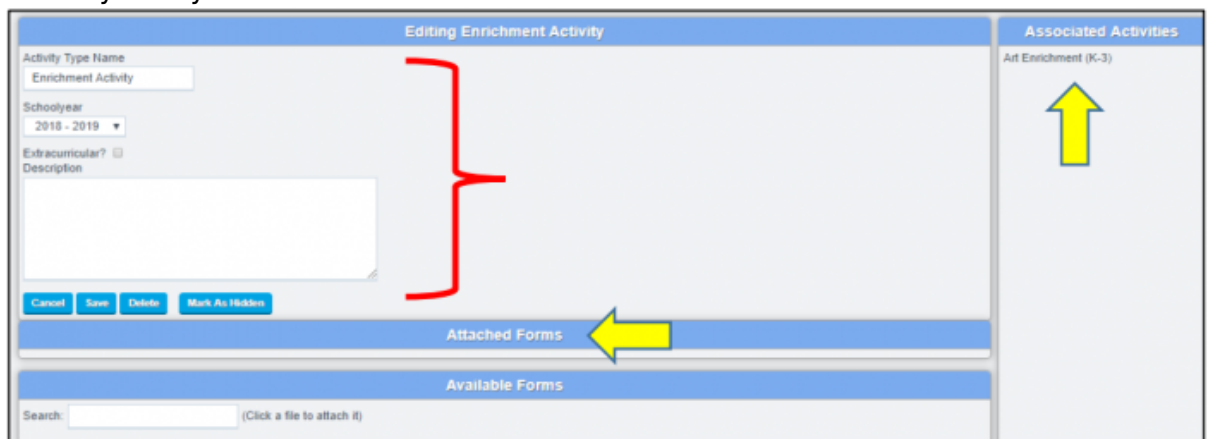 Editing Enrichment Activity
Activity Type Name
Enrichment Activity
Schoolyear
2018 - 2019
Extracurricular?
Description
Cancel Save Delete Mark As Hidden
Attached Forms
Available Forms
Search: (Click a file to attach it)
Associated Activities
Art Enrichment (K-3)